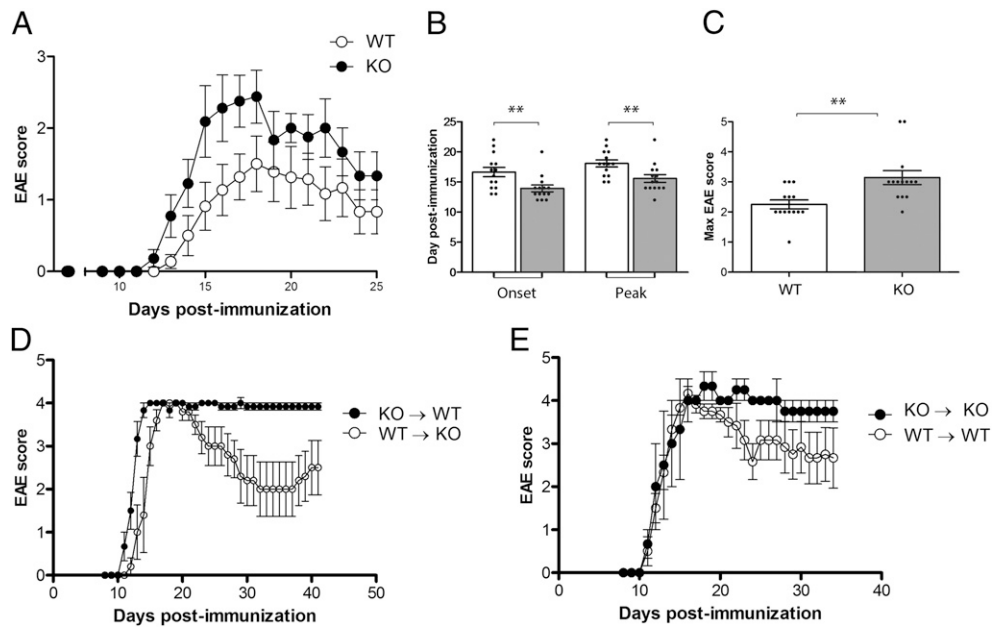 A
WT
KO
EAE score
3
2
1
0
10
15
20
25
Days post-immunization
B
**
**
Day post-immunization
25
20
15
10
5
0
Onset
Peak
C
**
Max EAE score
5
4
3
2
1
0
WT
KO
D
EAE score
5
4
3
2
1
0
0
10
20
30
40
50
Days post-immunization
KO → WT
WT → KO
E
EAE score
5
4
3
2
1
0
0
10
20
30
40
Days post-immunization
KO → KO
WT → WT